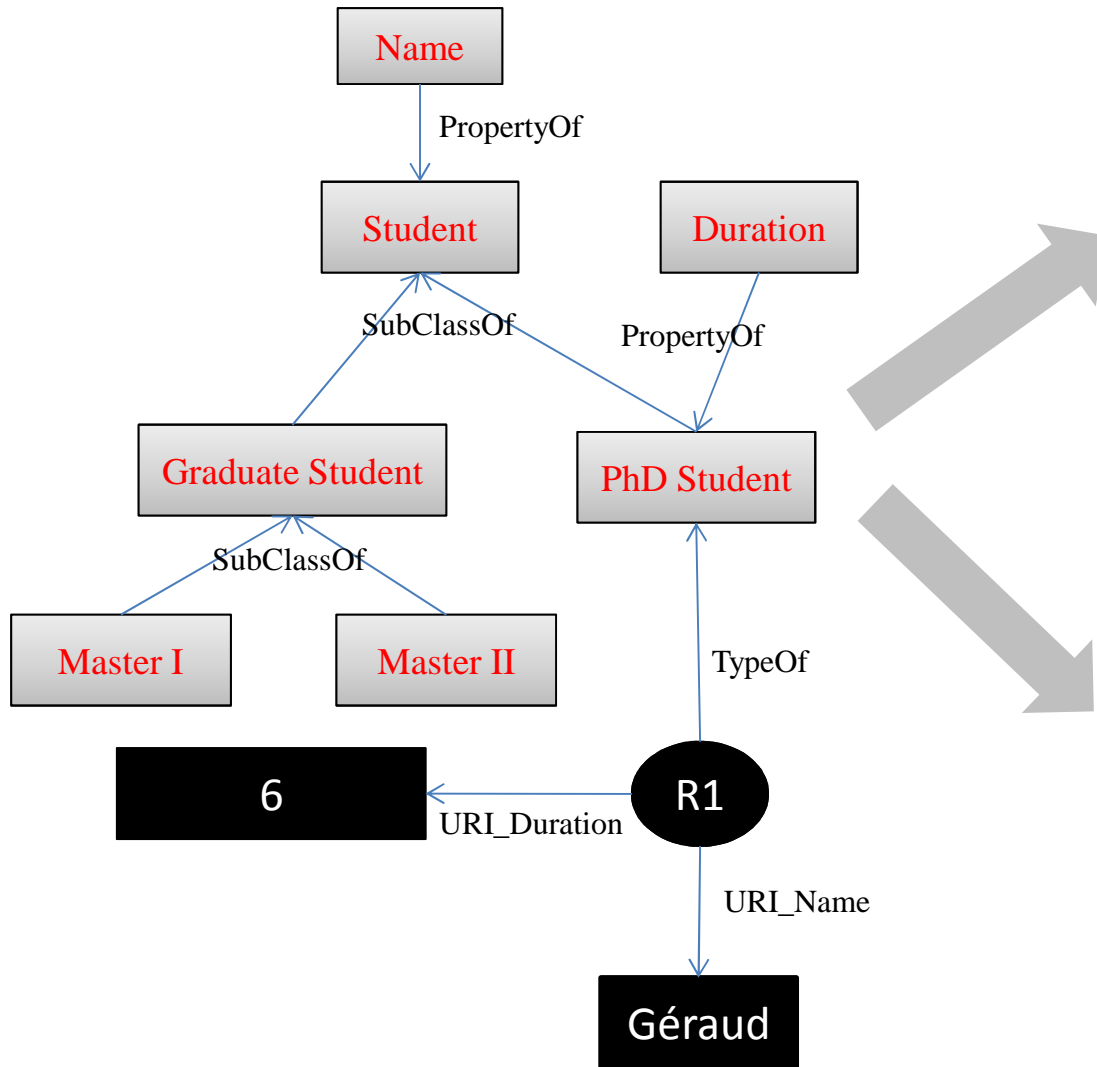 Name
PropertyOf
Student
Duration
SubClassOf
PropertyOf
Graduate Student
PhD Student
SubClassOf
Master I
Master II
TypeOf
6
R1
URI_Duration
URI_Name
Géraud